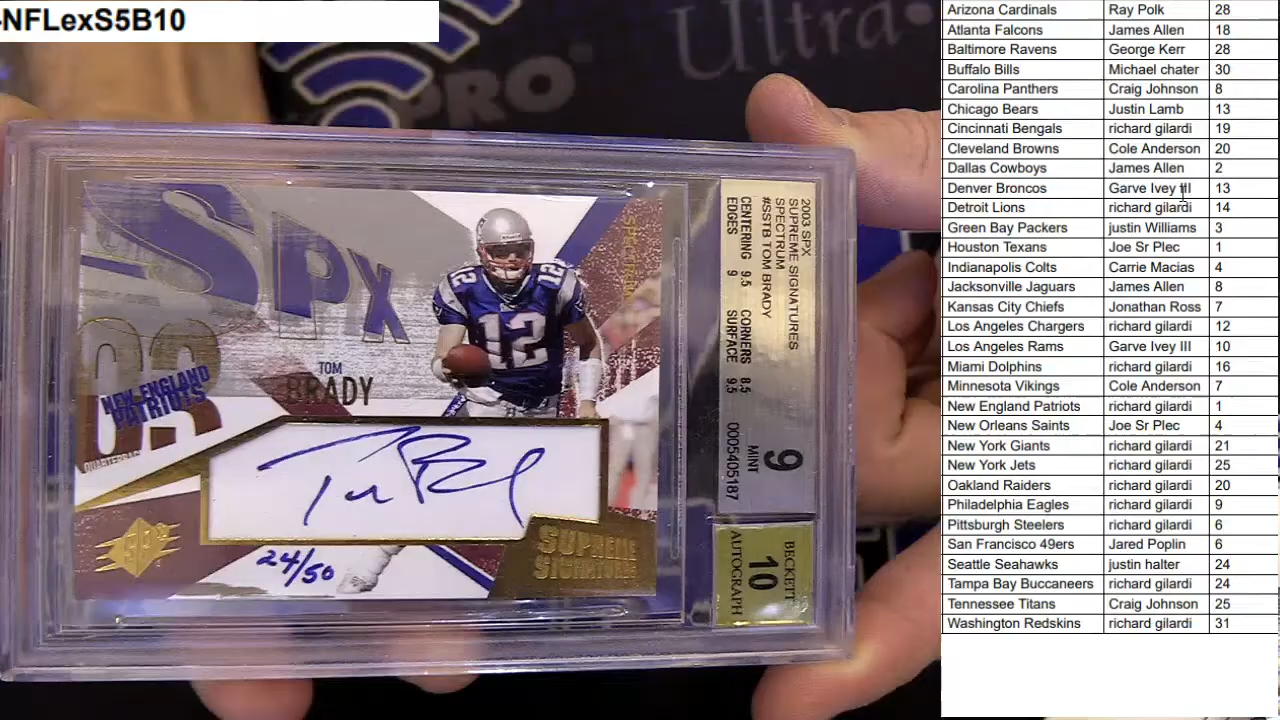 -NFLexS5B10
PRO
Ultra
SPX
SPECTRUM
03
NEW ENGLAND
PATRIOTS
QUARTERBACK
TOM
BRADY
12
12
12
Tom Brady
24/50
SPX
SUPREME
SIGNATURES
2003 SPX
SUPREME SIGNATURES
SPECTRUM
#SSTB TOM BRADY
CENTERING 9.5 CORNERS 8.5
EDGES 9 SURFACE 9.5
9
MINT
0005405187
BECKETT
10
AUTOGRAPH
Arizona Cardinals Ray Polk 28
Atlanta Falcons James Allen 18
Baltimore Ravens George Kerr 28
Buffalo Bills Michael chater 30
Carolina Panthers Craig Johnson 8
Chicago Bears Justin Lamb 13
Cincinnati Bengals richard gilardi 19
Cleveland Browns Cole Anderson 20
Dallas Cowboys James Allen 2
Denver Broncos Garve Ivey III 13
Detroit Lions richard gilardi 14
Green Bay Packers justin Williams 3
Houston Texans Joe Sr Plec 1
Indianapolis Colts Carrie Macias 4
Jacksonville Jaguars James Allen 8
Kansas City Chiefs Jonathan Ross 7
Los Angeles Chargers richard gilardi 12
Los Angeles Rams Garve Ivey III 10
Miami Dolphins richard gilardi 16
Minnesota Vikings Cole Anderson 7
New England Patriots richard gilardi 1
New Orleans Saints Joe Sr Plec 4
New York Giants richard gilardi 21
New York Jets richard gilardi 25
Oakland Raiders richard gilardi 20
Philadelphia Eagles richard gilardi 9
Pittsburgh Steelers richard gilardi 6
San Francisco 49ers Jared Poplin 6
Seattle Seahawks justin halter 24
Tampa Bay Buccaneers richard gilardi 24
Tennessee Titans Craig Johnson 25
Washington Redskins richard gilardi 31